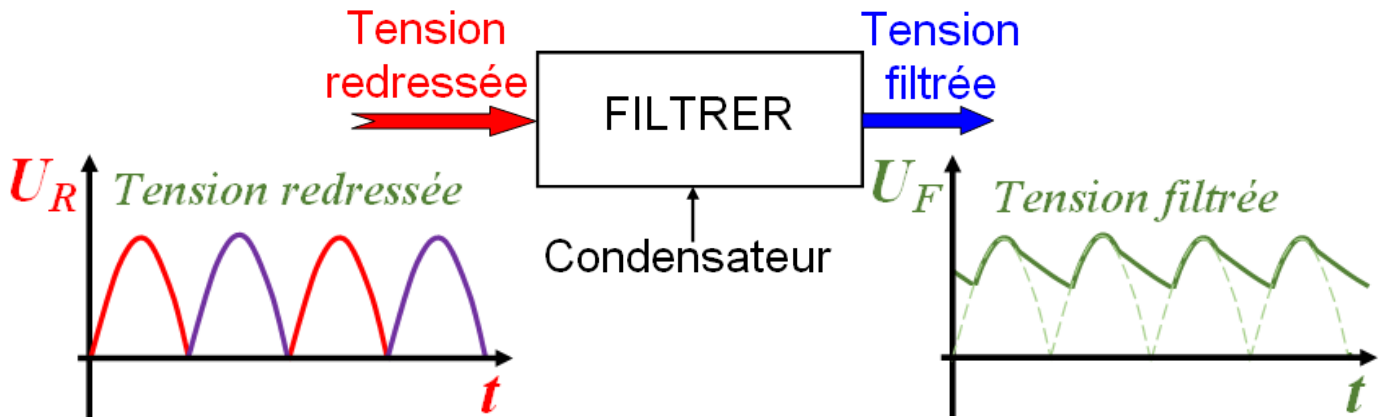 Tension
redressée
FILTRER
Tension
filtrée
Condensateur
U_R
Tension redressée
t
U_F
Tension filtrée
t